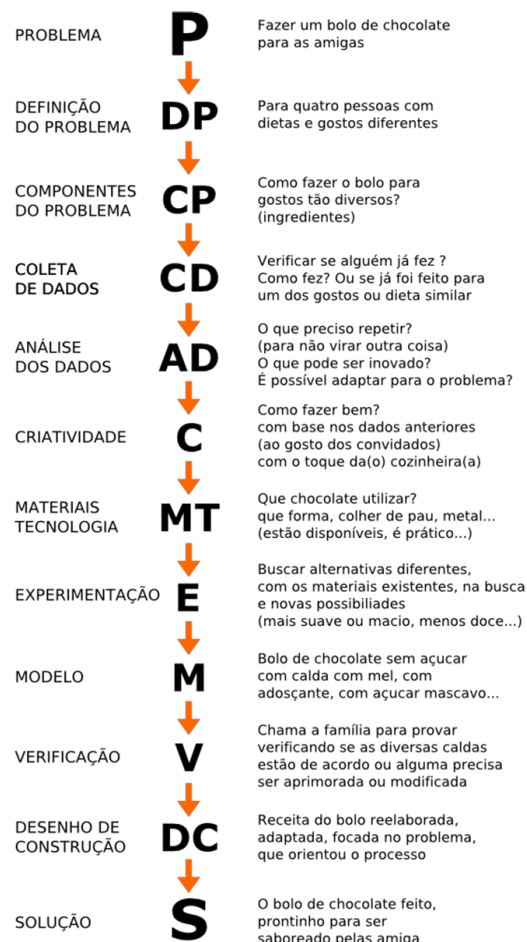 PROBLEMA
P
Fazer um bolo de chocolate
para as amigas
DEFINIÇÃO
DO PROBLEMA
DP
Para quatro pessoas com
dietas e gostos diferentes
COMPONENTES
DO PROBLEMA
CP
Como fazer o bolo para
gostos tão diversos?
(ingredientes)
COLETA
DE DADOS
CD
Verificar se alguém já fez ?
Como fez? Ou se já foi feito para
um dos gostos ou dieta similar
ANÁLISE
DOS DADOS
AD
O que preciso repetir?
(para não virar outra coisa)
O que pode ser inovado?
É possível adaptar para o problema?
CRIATIVIDADE
C
Como fazer bem?
com base nos dados anteriores
(ao gosto dos convidados)
com o toque da(o) cozinheira(a)
MATERIAIS
TECNOLOGIA
MT
Que chocolate utilizar?
que forma, colher de pau, metal...
(estão disponíveis, é prático...)
EXPERIMENTAÇÃO
E
Buscar alternativas diferentes,
com os materiais existentes, na busca
e novas possibiliades
(mais suave ou macio, menos doce...)
MODELO
M
Bolo de chocolate sem açucar
com calda com mel, com
adosçante, com açucar mascavo...
VERIFICAÇÃO
V
Chama a família para provar
verificando se as diversas caldas
estão de acordo ou alguma precisa
ser aprimorada ou modificada
DESENHO DE
CONSTRUÇÃO
DC
Receita do bolo reelaborada,
adaptada, focada no problema,
que orientou o processo
SOLUÇÃO
S
O bolo de chocolate feito,
prontinho para ser
saboreado pelas amiga